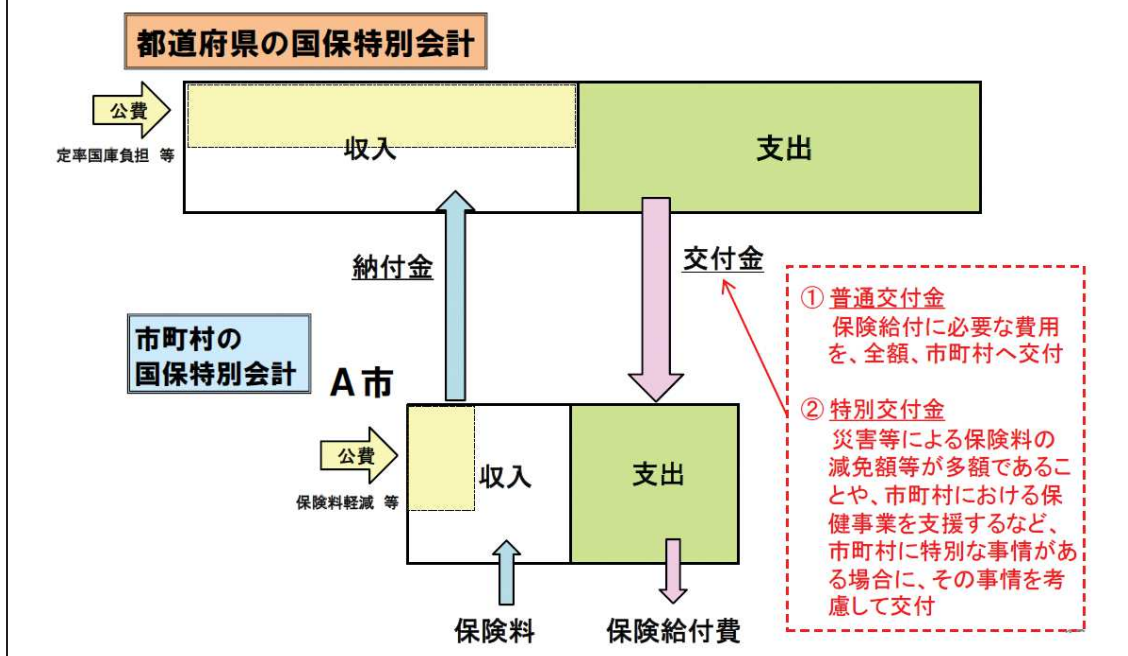 都道府県の国保特別会計
公費
定率国庫負担 等
収入
支出
納付金
交付金
市町村の
国保特別会計
A市
公費
保険料軽減 等
収入
支出
保険料
保険給付費
① 普通交付金
保険給付に必要な費用
を、全額、市町村へ交付
② 特別交付金
災害等による保険料の
減免額等が多額であるこ
とや、市町村における保
健事業を支援するなど、
市町村に特別な事情があ
る場合に、その事情を考
慮して交付